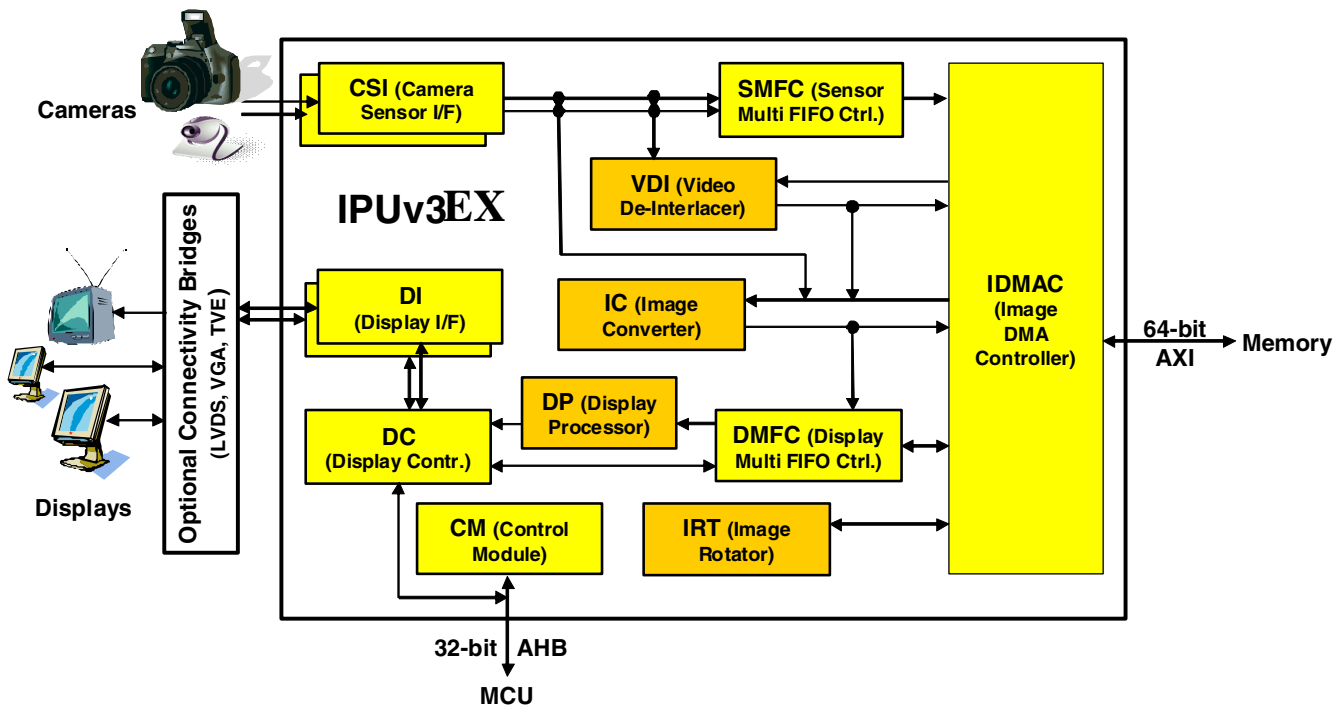 Cameras
CSI (Camera
Sensor I/F)
SMFC (Sensor
Multi FIFO Ctrl.)
VDI (Video
De-Interlacer)
IPUv3EX
Optional Connectivity Bridges
(LVDS, VGA, TVE)
DI
(Display I/F)
IC (Image
Converter)
IDMAC
(Image
DMA
Controller)
64-bit
AXI
Memory
DP (Display
Processor)
DC
(Display Contr.)
DMFC (Display
Multi FIFO Ctrl.)
Displays
CM (Control
Module)
IRT (Image
Rotator)
32-bit AHB
MCU